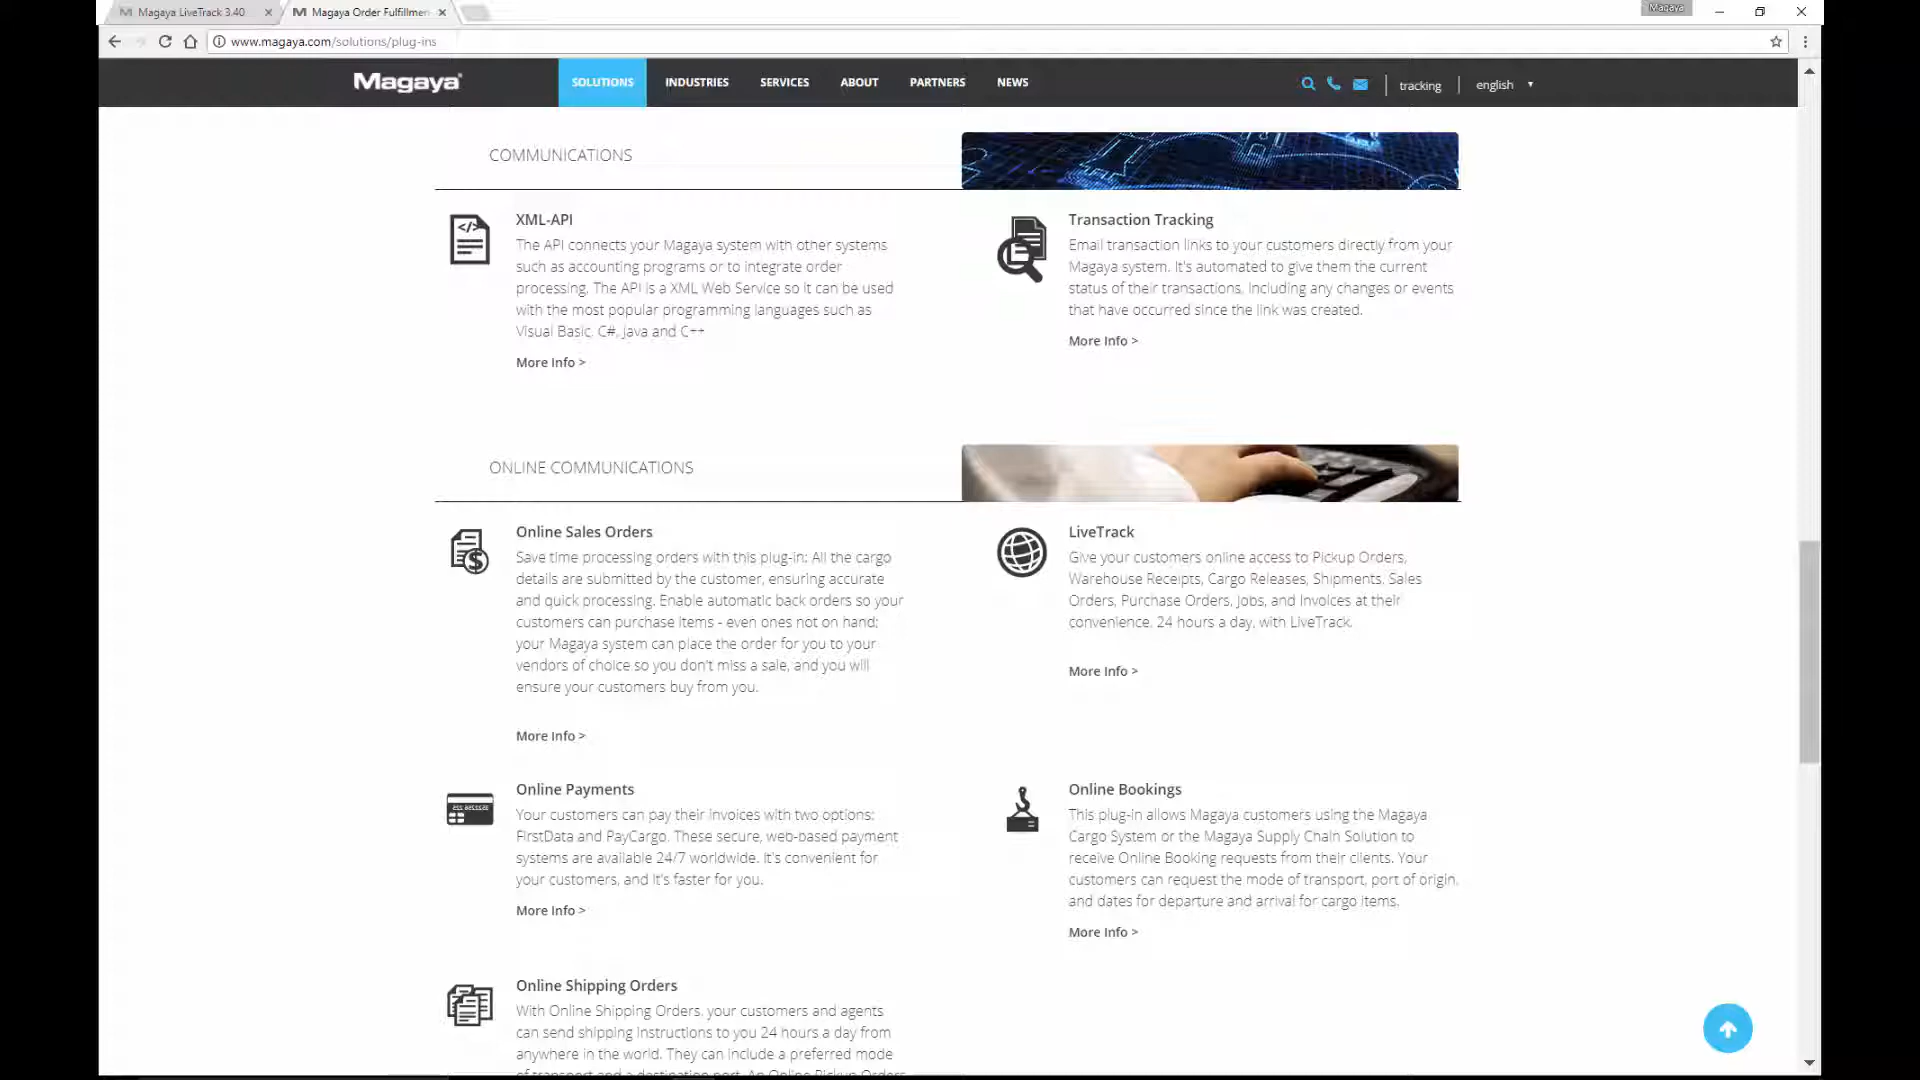 Magaya LiveTrack 3.40
Magaya Order Fulfillmen
Magaya
www.magaya.com/solutions/plug-ins
Magaya
SOLUTIONS
INDUSTRIES
SERVICES
ABOUT
PARTNERS
NEWS
tracking
english
COMMUNICATIONS
XML-API
The API connects your Magaya system with other systems
such as accounting programs or to integrate order
processing. The API is a XML Web Service so it can be used
with the most popular programming languages such as
Visual Basic, C#, Java and C++
More Info >
Transaction Tracking
Email transaction links to your customers directly from your
Magaya system. It's automated to give them the current
status of their transactions, including any changes or events
that have occurred since the link was created.
More Info >
ONLINE COMMUNICATIONS
Online Sales Orders
Save time processing orders with this plug-in: All the cargo
details are submitted by the customer, ensuring accurate
and quick processing. Enable automatic back orders so your
customers can purchase items - even ones not on hand;
your Magaya system can place the order for you to your
vendors of choice so you don't miss a sale, and you will
ensure your customers buy from you.
More Info >
LiveTrack
Give your customers online access to Pickup Orders,
Warehouse Receipts, Cargo Releases, Shipments, Sales
Orders, Purchase Orders, Jobs, and Invoices at their
convenience, 24 hours a day, with LiveTrack.
More Info >
Online Payments
Your customers can pay their invoices with two options:
FirstData and PayCargo. These secure, web-based payment
systems are available 24/7 worldwide. It's convenient for
your customers, and it's faster for you.
More Info >
Online Bookings
This plug-in allows Magaya customers using the Magaya
Cargo System or the Magaya Supply Chain Solution to
receive Online Booking requests from their clients. Your
customers can request the mode of transport, port of origin,
and dates for departure and arrival for cargo items.
More Info >
Online Shipping Orders
With Online Shipping Orders, your customers and agents
can send shipping instructions to you 24 hours a day from
anywhere in the world. They can include a preferred mode
of transport and a destination port. An Online Pickup Orders